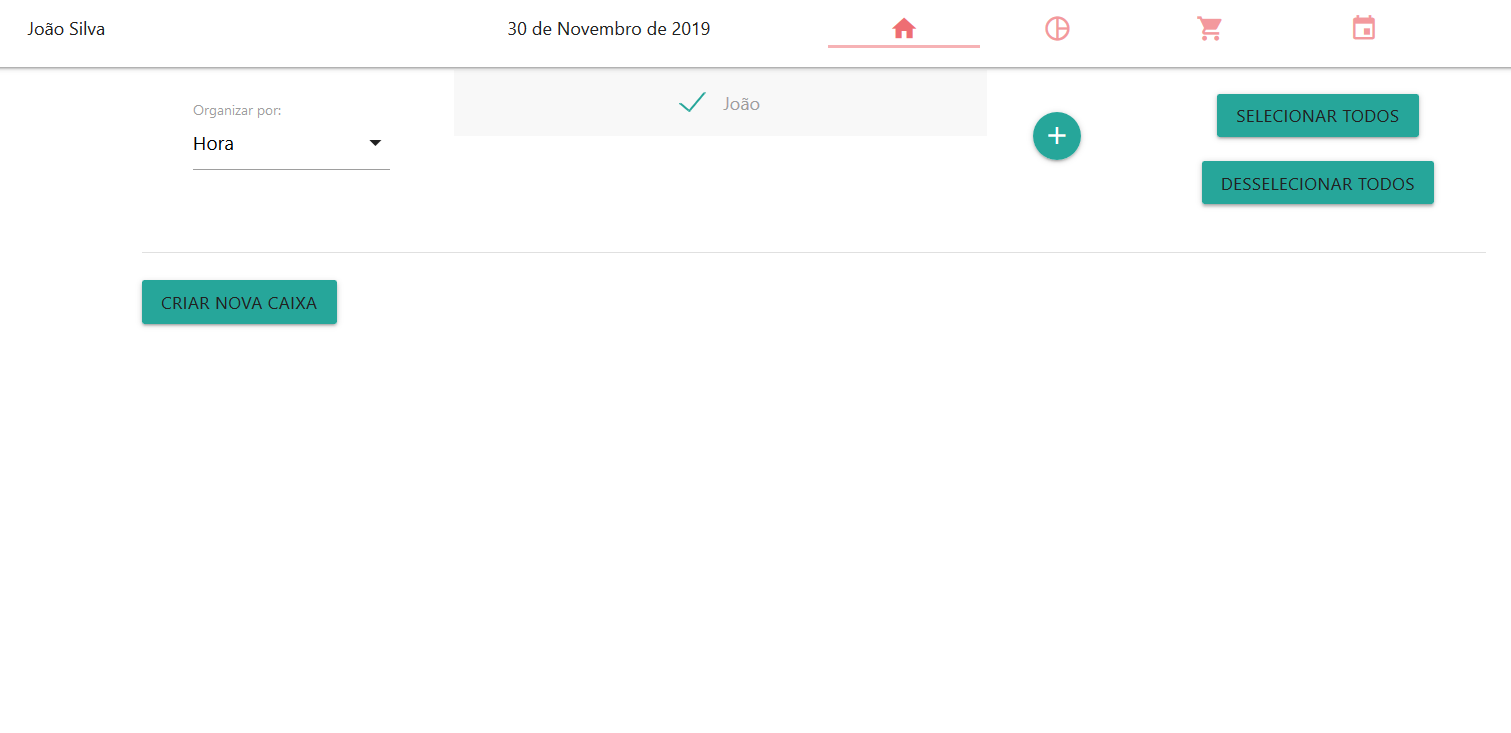 João Silva
30 de Novembro de 2019
Organizar por:
Hora
João
SELECIONAR TODOS
DESSELECIONAR TODOS
CRIAR NOVA CAIXA